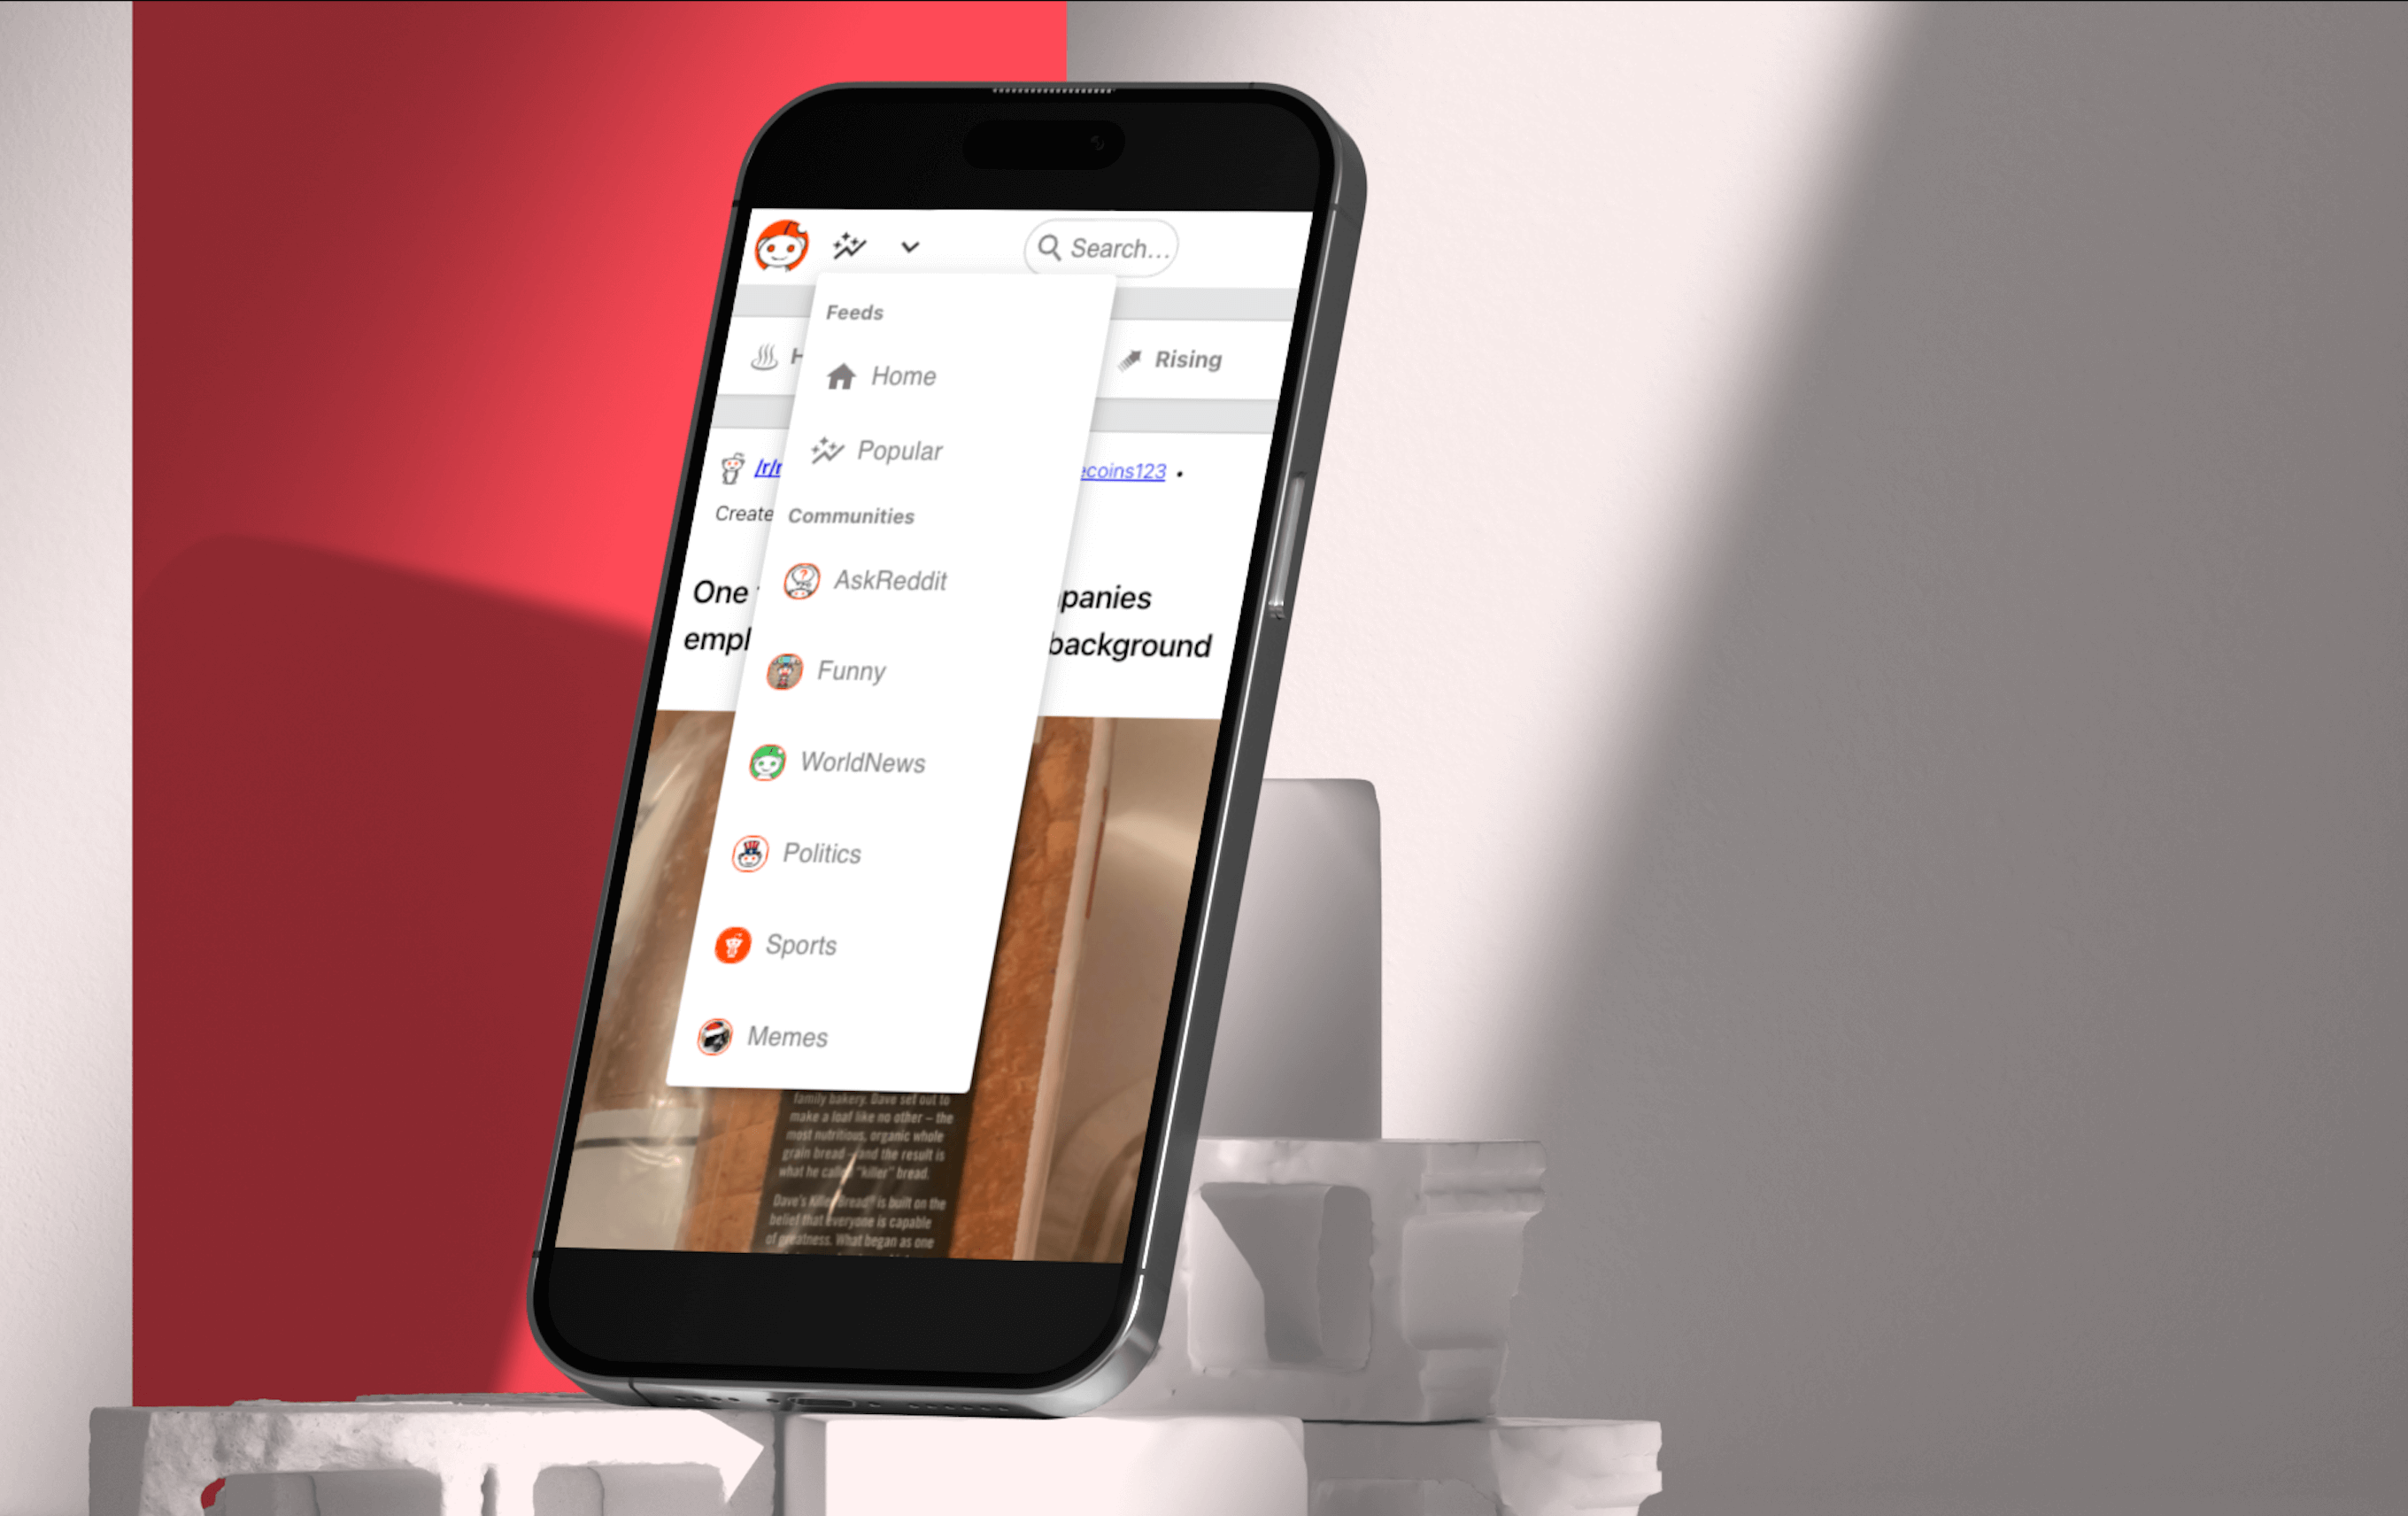 Search...
Feeds
Home
Rising
Popular
/r/
ecoins123 •
Create
Communities
AskReddit
One
panies
empl
background
Funny
WorldNews
Politics
Sports
Memes
family bakery. Dave set out to
make a loaf like no other – the
most nutritious, organic whole
grain bread – and the result is
what he called "killer" bread.
Dave's Killer Bread® is built on the
belief that everyone is capable
of greatness. What began as one